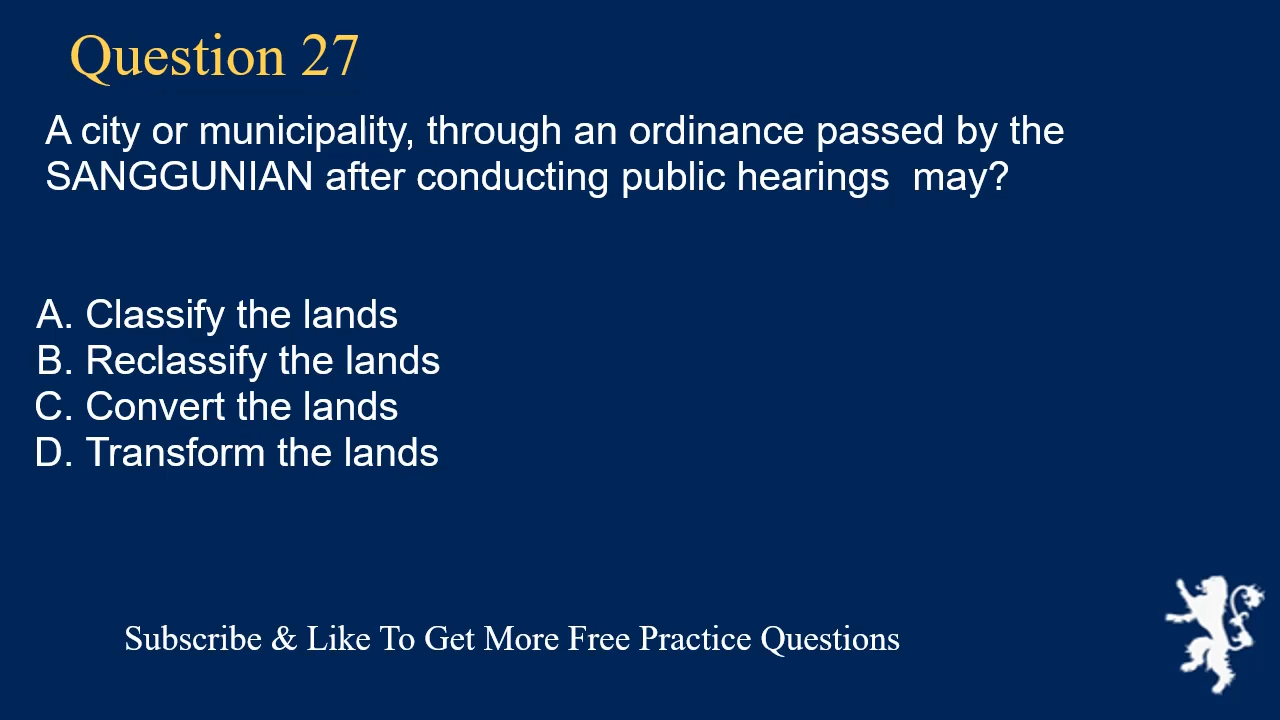 Question 27
A city or municipality, through an ordinance passed by the
SANGGUNIAN after conducting public hearings  may?
A. Classify the lands
B. Reclassify the lands
C. Convert the lands
D. Transform the lands
Subscribe & Like To Get More Free Practice Questions